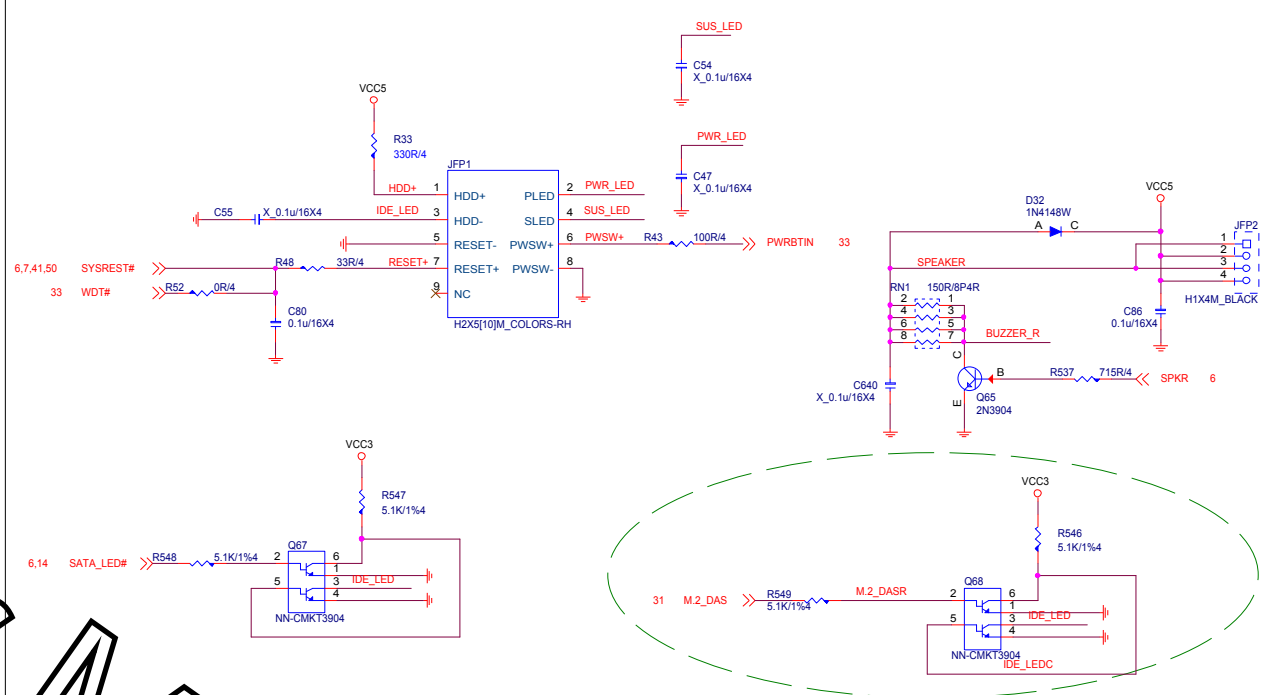 SUS_LED
C54
X_0.1u/16X4
VCC5
R33
330R/4
PWR_LED
C47
X_0.1u/16X4
JFP1
HDD+ 1 HDD+ PLED 2 PWR_LED
C55 X_0.1u/16X4 IDE_LED 3 HDD- SLED 4 SUS_LED
5 RESET- PWSW+ 6 PWSW+ R43 100R/4 PWRBTIN 33
6,7,41,50 SYSREST# R48 33R/4 RESET+ 7 RESET+ PWSW- 8
33 WDT# R52 0R/4 9 NC
C80
0.1u/16X4
H2X5[10]M_COLORS-RH
VCC5
D32
1N4148W
A C
JFP2
1
2
3
4
H1X4M_BLACK
SPEAKER
RN1 150R/8P4R
2 1
4 3
6 5
8 7
BUZZER_R
C86
0.1u/16X4
C640
X_0.1u/16X4
C
B
E
Q65
2N3904
R537 715R/4 SPKR 6
VCC3
R547
5.1K/1%4
6,14 SATA_LED# R548 5.1K/1%4
Q67
2 6
1
5 3 IDE_LED
4
NN-CMKT3904
VCC3
R546
5.1K/1%4
31 M.2_DAS R549 M.2_DASR
5.1K/1%4
Q68
2 6
1
5 3 IDE_LED
4
NN-CMKT3904
IDE_LEDC